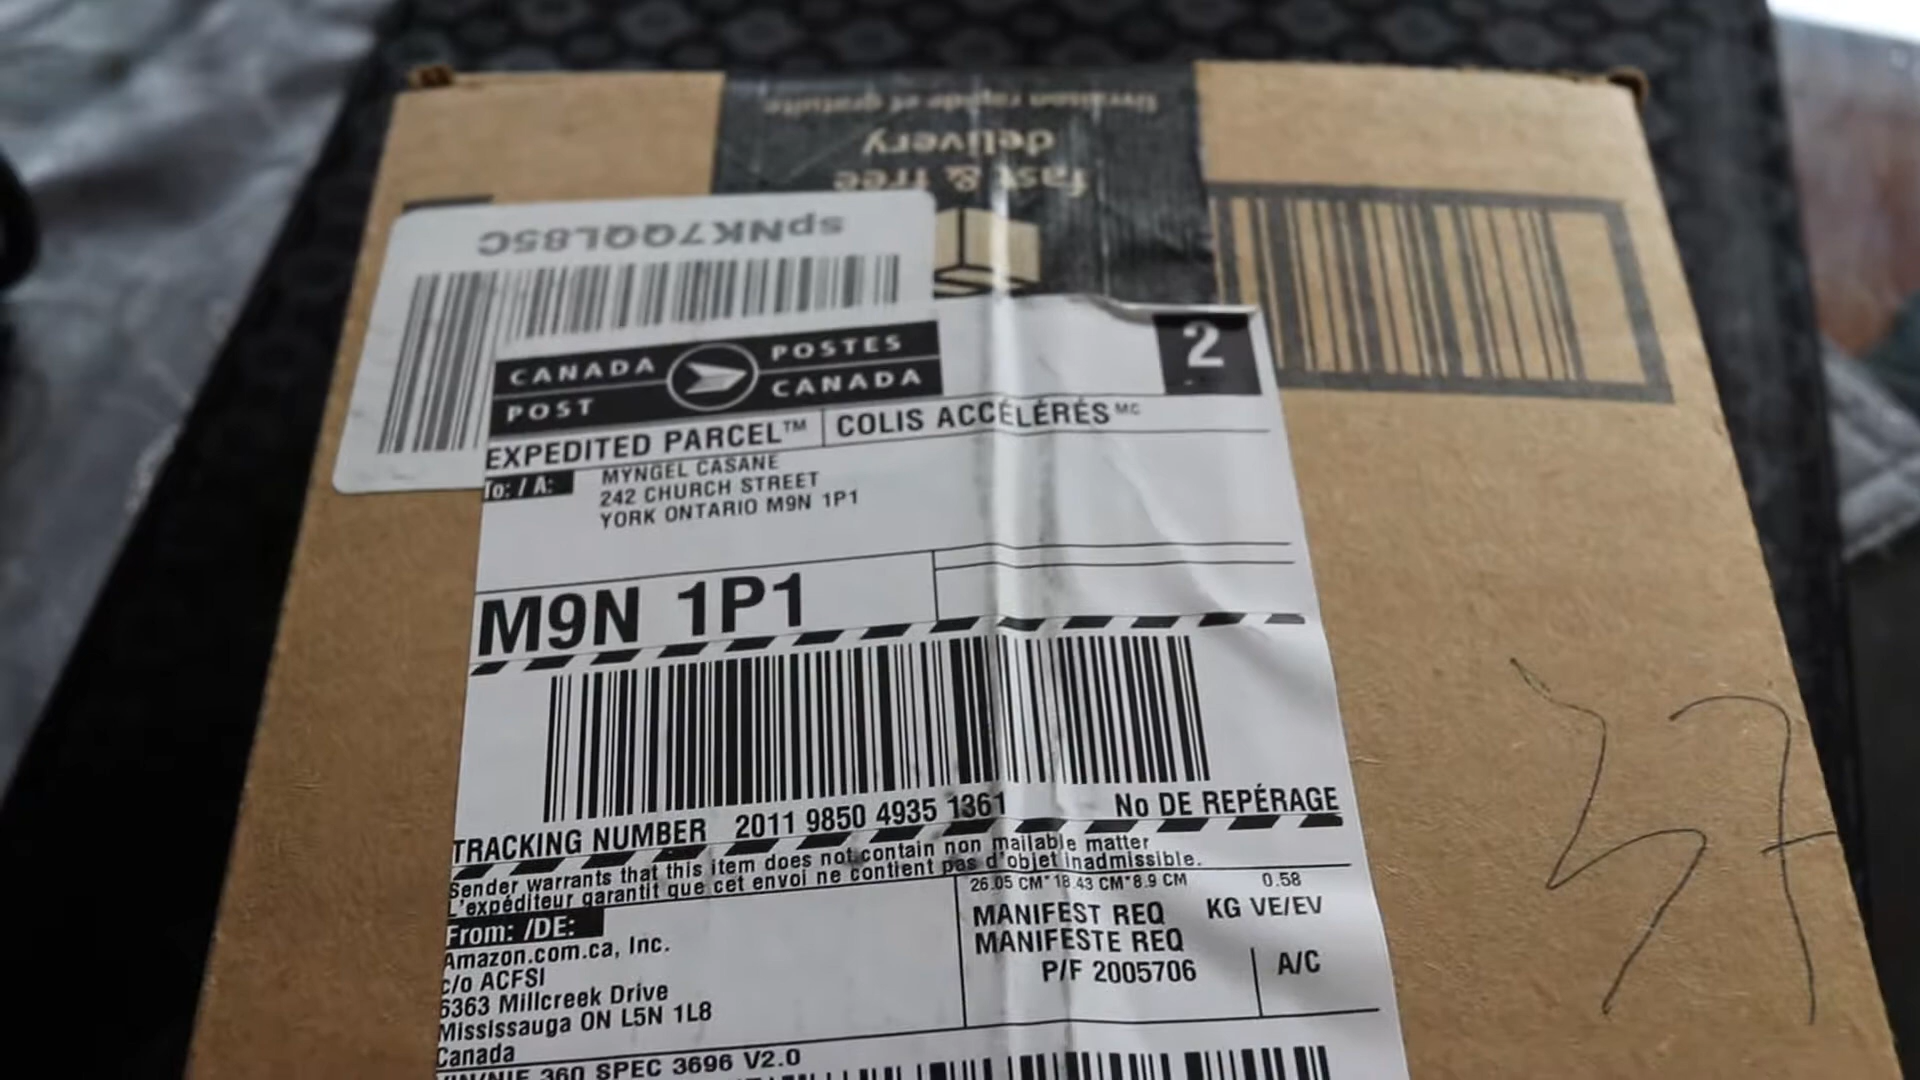 livraison rapide et gratuite
delivery
fast & free
spNK7QQL85C
CANADA POST
POSTES CANADA
2
EXPEDITED PARCEL™ COLIS ACCÉLÉRÉS MC
To: / A: MYNGEL CASANE
242 CHURCH STREET
YORK ONTARIO M9N 1P1
M9N 1P1
TRACKING NUMBER 2011 9850 4935 1361 No DE REPÉRAGE
Sender warrants that this item does not contain non mailable matter
L'expéditeur garantit que cet envoi ne contient pas d'objet inadmissible.
26.05 CM*18.43 CM*8.9 CM 0.58
MANIFEST REQ KG VE/EV
MANIFESTE REQ
P/F 2005706 A/C
From: /DE:
Amazon.com.ca, Inc.
c/o ACFSI
6363 Millcreek Drive
Mississauga ON L5N 1L8
Canada
360 SPEC 3696 V2.0
57